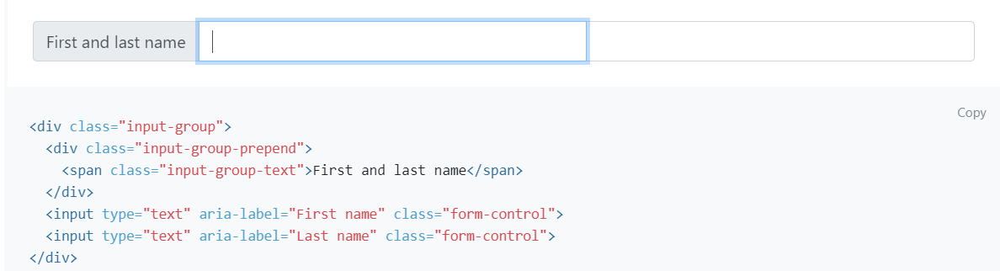 First and last name
Copy
<div class="input-group">
  <div class="input-group-prepend">
    <span class="input-group-text">First and last name</span>
  </div>
  <input type="text" aria-label="First name" class="form-control">
  <input type="text" aria-label="Last name" class="form-control">
</div>